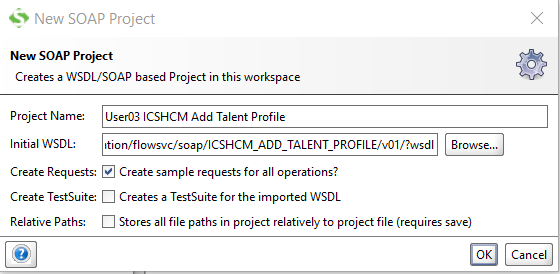 New SOAP Project
New SOAP Project
Creates a WSDL/SOAP based Project in this workspace
Project Name: User03 ICSHCM Add Talent Profile
Initial WSDL: ation/flowsvc/soap/ICSHCM_ADD_TALENT_PROFILE/v01/?wsdl Browse...
Create Requests: Create sample requests for all operations?
Create TestSuite: Creates a TestSuite for the imported WSDL
Relative Paths: Stores all file paths in project relatively to project file (requires save)
? OK Cancel